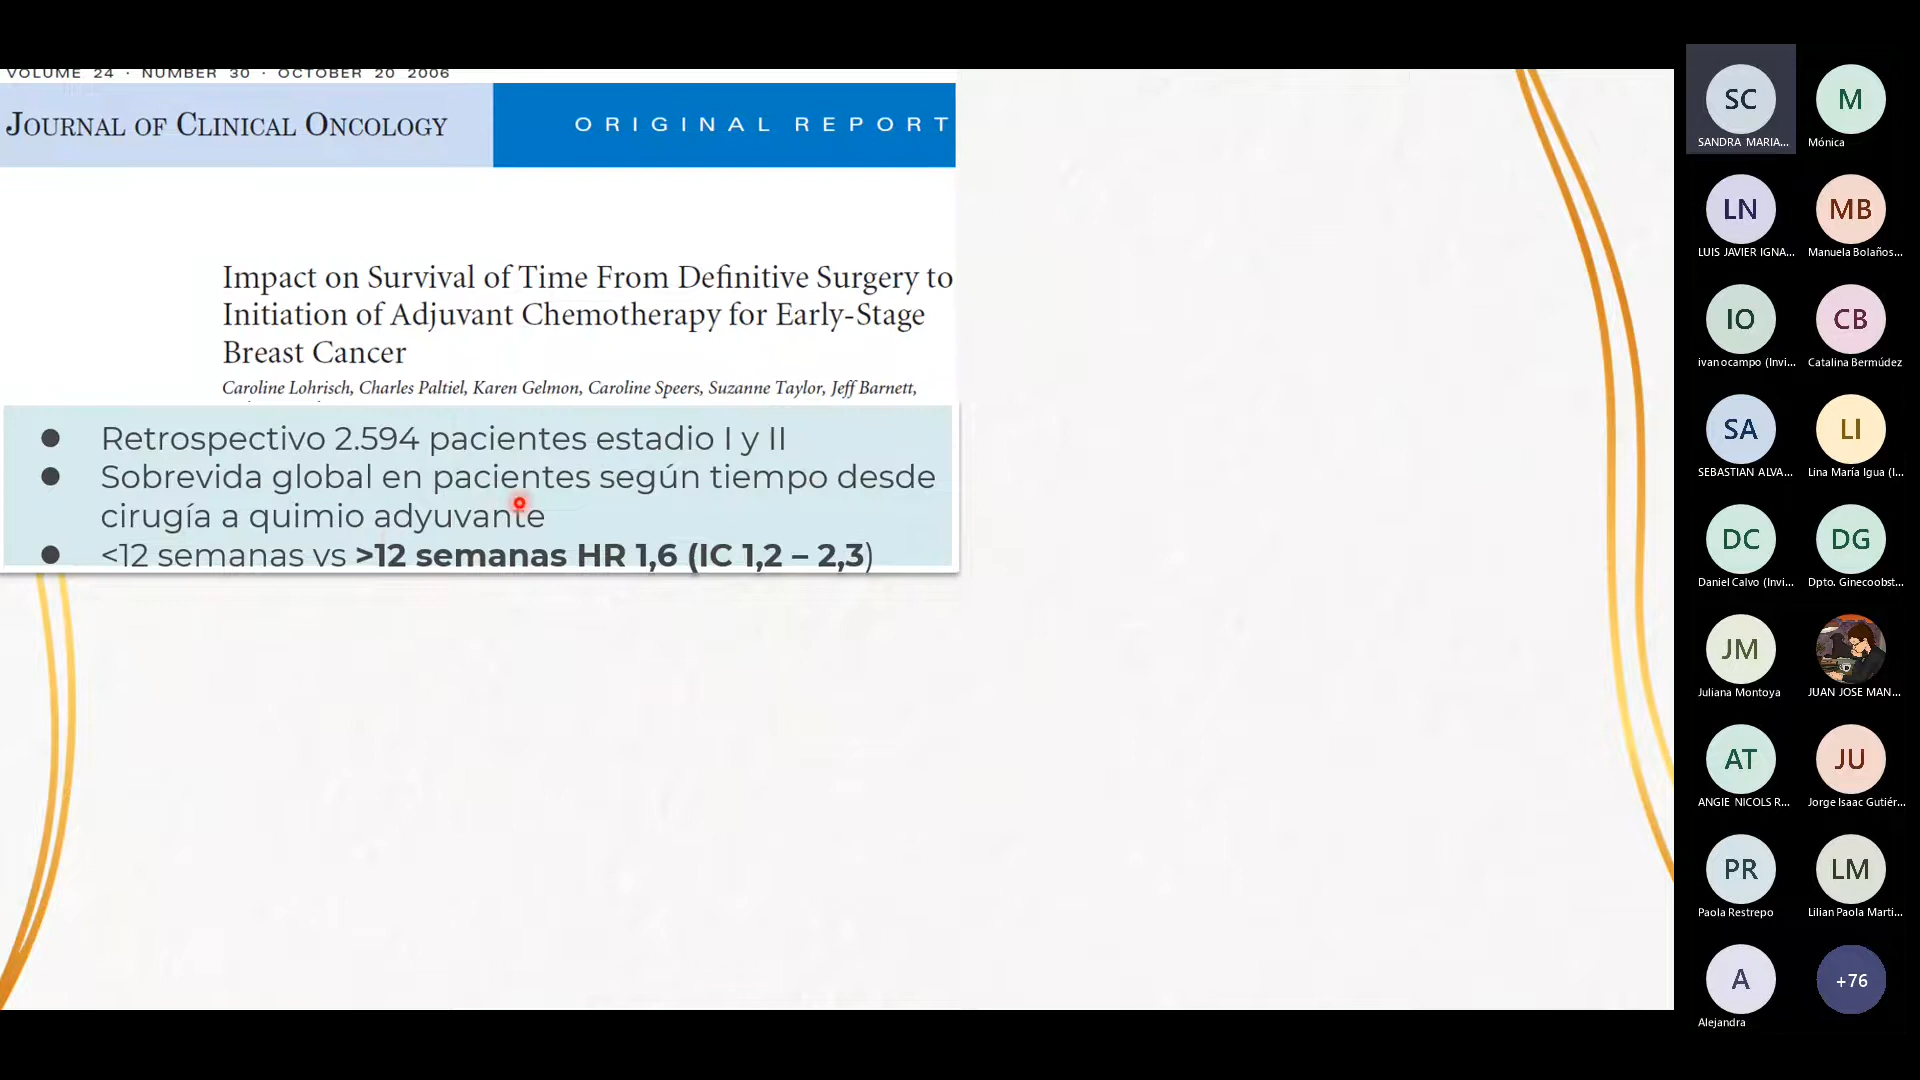 VOLUME 24 · NUMBER 30 · OCTOBER 20 2006
JOURNAL OF CLINICAL ONCOLOGY
ORIGINAL REPORT
Impact on Survival of Time From Definitive Surgery to
Initiation of Adjuvant Chemotherapy for Early-Stage
Breast Cancer
Caroline Lohrisch, Charles Paltiel, Karen Gelmon, Caroline Speers, Suzanne Taylor, Jeff Barnett,
● Retrospectivo 2.594 pacientes estadio I y II
● Sobrevida global en pacientes según tiempo desde
cirugía a quimio adyuvante
● <12 semanas vs >12 semanas HR 1,6 (IC 1,2 – 2,3)
SC
SANDRA MARIA...
M
Mónica
LN
LUIS JAVIER IGNA...
MB
Manuela Bolaños...
IO
ivan ocampo (Invi...
CB
Catalina Bermúdez
SA
SEBASTIAN ALVA...
LI
Lina María Igua (I...
DC
Daniel Calvo (Invi...
DG
Dpto. Ginecoobst...
JM
Juliana Montoya
JUAN JOSE MAN...
AT
ANGIE NICOLS R...
JU
Jorge Isaac Gutiér...
PR
Paola Restrepo
LM
Lilian Paola Marti...
A
Alejandra
+76